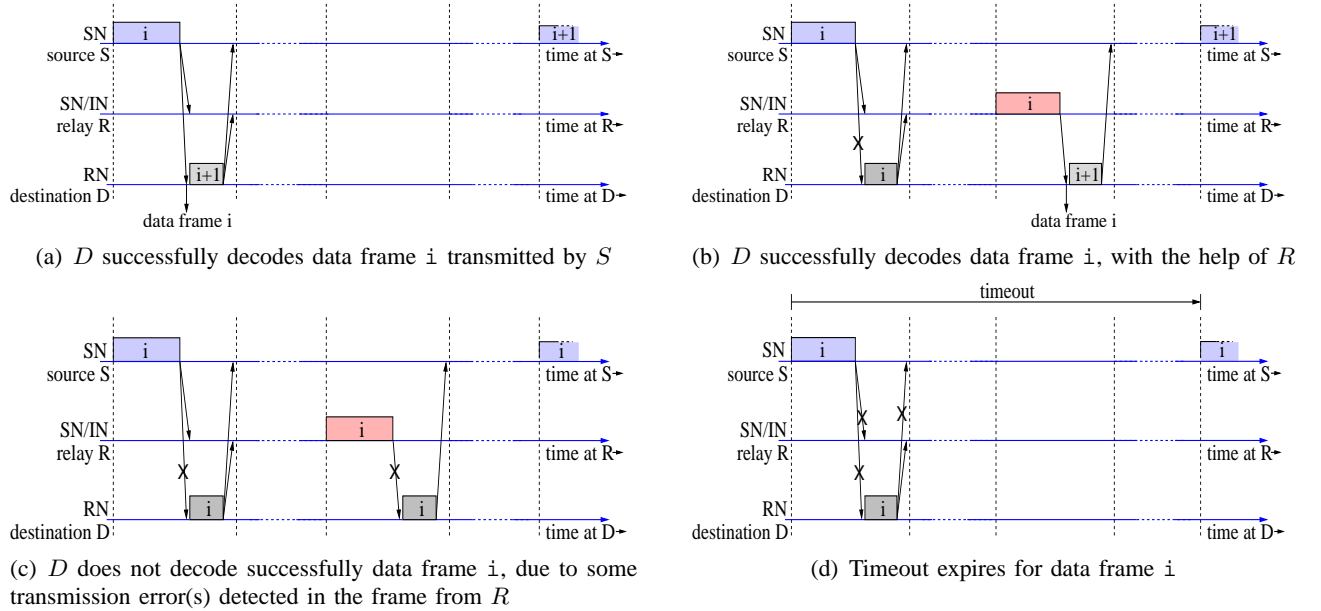 SN
i
i+1
source S
time at S
SN/IN
relay R
time at R
RN
i+1
destination D
time at D
data frame i
(a) D successfully decodes data frame i transmitted by S
SN
i
i+1
source S
time at S
SN/IN
i
relay R
time at R
X
RN
i
i+1
destination D
time at D
data frame i
(b) D successfully decodes data frame i, with the help of R
SN
i
i
source S
time at S
SN/IN
i
relay R
time at R
X
X
RN
i
i
destination D
time at D
(c) D does not decode successfully data frame i, due to some
transmission error(s) detected in the frame from R
timeout
SN
i
i
source S
time at S
X
X
SN/IN
relay R
time at R
X
RN
i
destination D
time at D
(d) Timeout expires for data frame i